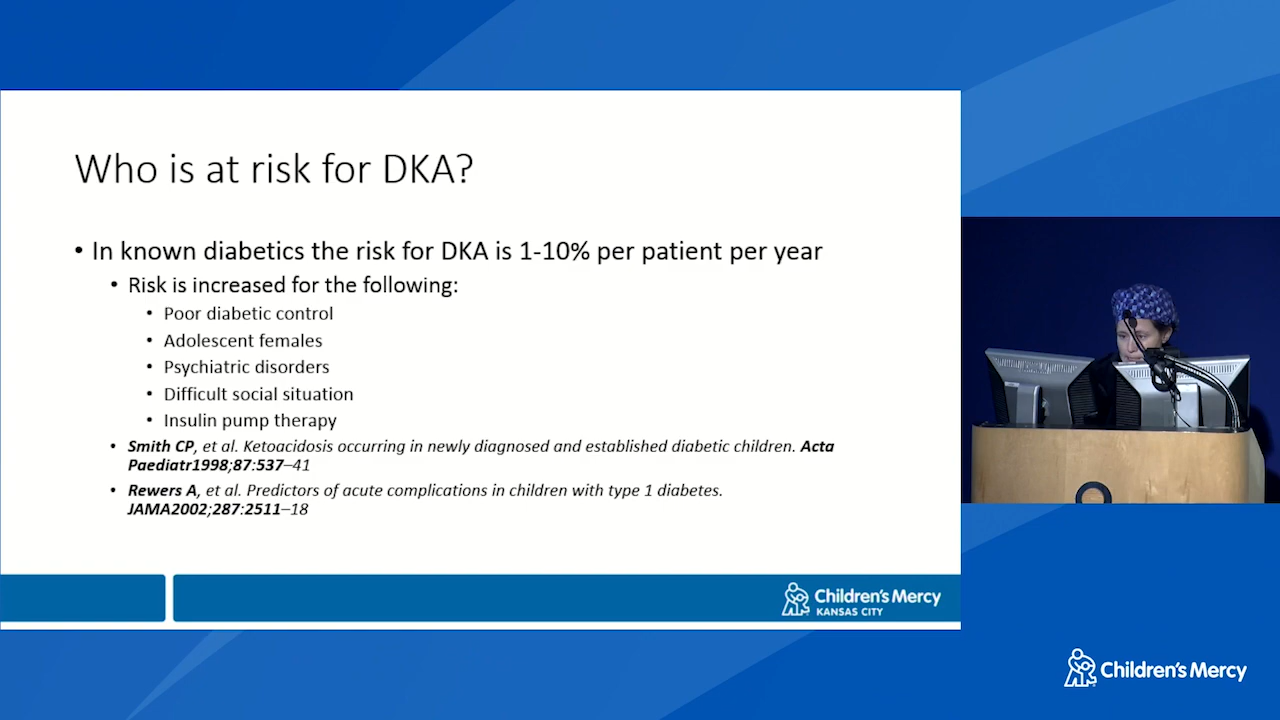 Who is at risk for DKA?
• In known diabetics the risk for DKA is 1-10% per patient per year
• Risk is increased for the following:
• Poor diabetic control
• Adolescent females
• Psychiatric disorders
• Difficult social situation
• Insulin pump therapy
• Smith CP, et al. Ketoacidosis occurring in newly diagnosed and established diabetic children. Acta
Paediatr1998;87:537–41
• Rewers A, et al. Predictors of acute complications in children with type 1 diabetes.
JAMA2002;287:2511–18
Children's Mercy
KANSAS CITY
Children's Mercy